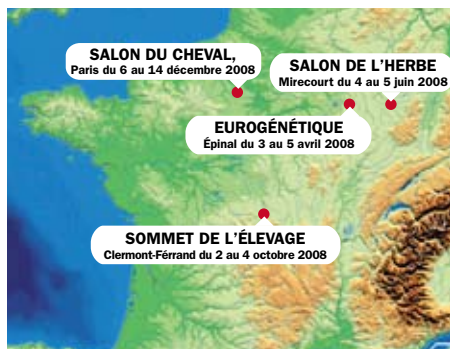 SALON DU CHEVAL,
Paris du 6 au 14 décembre 2008
SALON DE L'HERBE
Mirecourt du 4 au 5 juin 2008
EUROGÉNÉTIQUE
Épinal du 3 au 5 avril 2008
SOMMET DE L'ÉLEVAGE
Clermont-Férrand du 2 au 4 octobre 2008